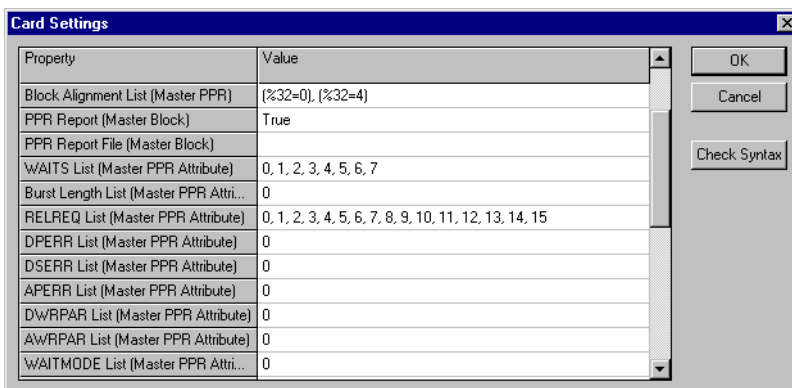 Card Settings
Property Value OK
Block Alignment List (Master PPR) (%32=0), (%32=4) Cancel
PPR Report (Master Block) True
PPR Report File (Master Block)
Check Syntax
WAITS List (Master PPR Attribute) 0, 1, 2, 3, 4, 5, 6, 7
Burst Length List (Master PPR Attri... 0
RELREQ List (Master PPR Attribute) 0, 1, 2, 3, 4, 5, 6, 7, 8, 9, 10, 11, 12, 13, 14, 15
DPERR List (Master PPR Attribute) 0
DSERR List (Master PPR Attribute) 0
APERR List (Master PPR Attribute) 0
DWRPAR List (Master PPR Attribute) 0
AWRPAR List (Master PPR Attribute) 0
WAITMODE List (Master PPR Attri... 0